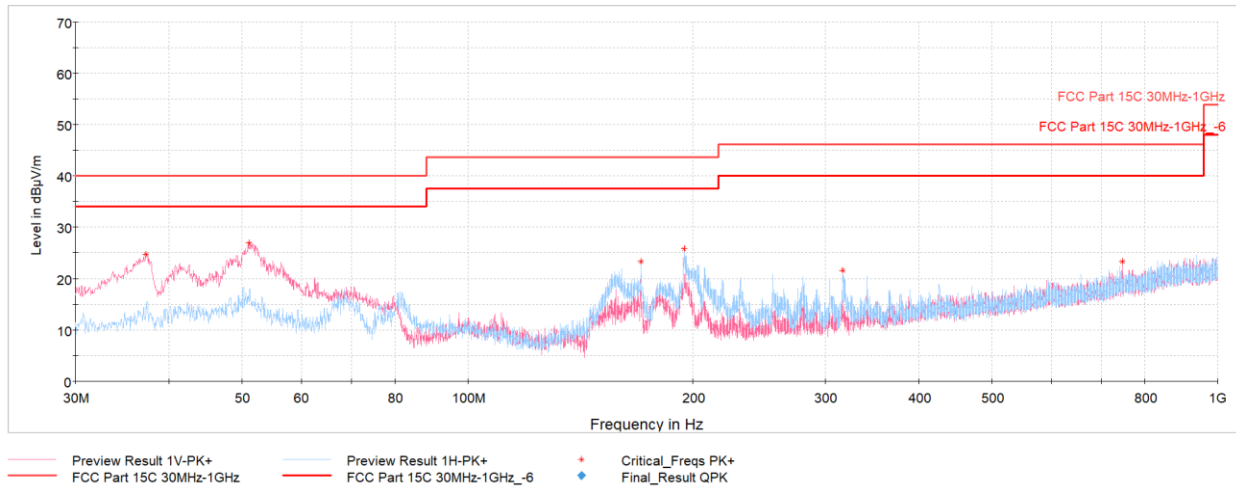 70
60
50
40
30
20
10
0
Level in dBµV/m
FCC Part 15C 30MHz-1GHz
FCC Part 15C 30MHz-1GHz_-6
30M 50 60 80 100M 200 300 400 500 800 1G
Frequency in Hz
Preview Result 1V-PK+ Preview Result 1H-PK+ Critical_Freqs PK+
FCC Part 15C 30MHz-1GHz FCC Part 15C 30MHz-1GHz_-6 Final_Result QPK